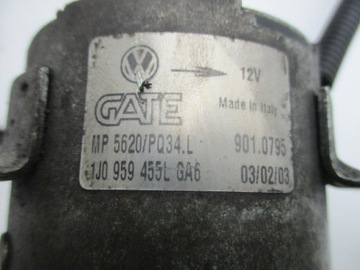 12V
GATE
Made in Italy
MP 5620/PQ34.L 901.0795
1J0 959 455L GA6 03/02/03